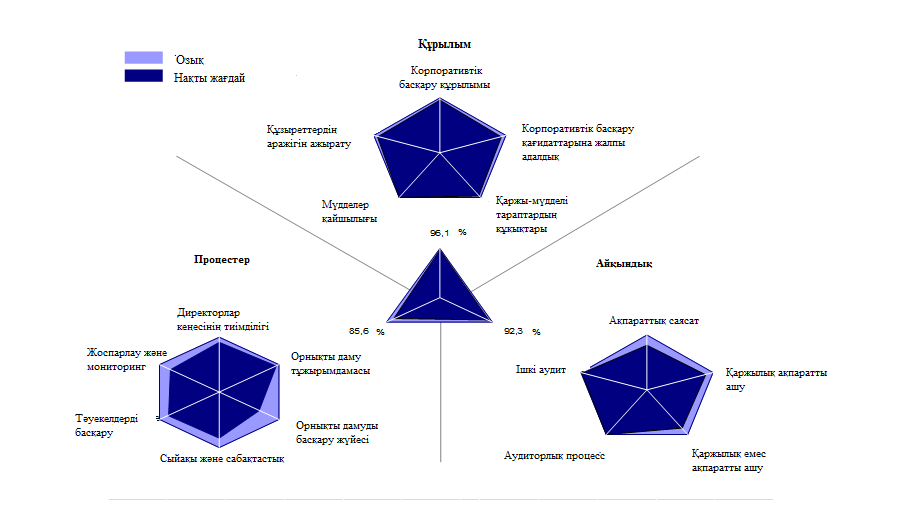 Құрылым
Озық
Нақты жағдай
Корпоративтік
басқару құрылымы
Құзыреттердің
аражігін ажырату
Корпоративтік басқару
қағидаттарына жалпы
адалдық
Мүдделер
қайшылығы
Қаржы-мүдделі
тараптардың
құқықтары
96,1 %
Процестер
Айқындық
Директорлар
кеңесінің тиімділігі
85,6 %
92,3 %
Ақпараттық саясат
Жоспарлау және
мониторинг
Орнықты даму
тұжырымдамасы
Ішкі аудит
Қаржылық ақпаратты
ашу
Тәуекелдерді
басқару
Орнықты дамуды
басқару жүйесі
Сыйақы және сабақтастық
Аудиторлық процесс
Қаржылық емес
ақпаратты ашу